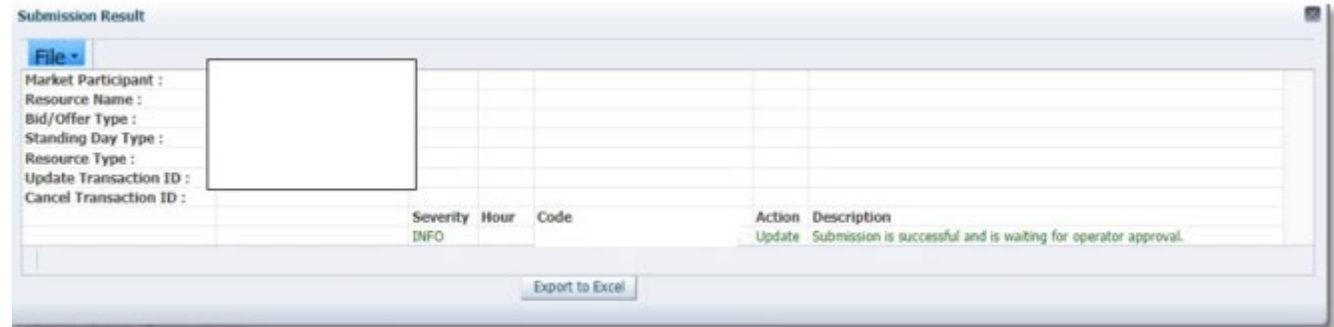 Submission Result
File
Market Participant :
Resource Name :
Bid/Offer Type :
Standing Day Type :
Resource Type :
Update Transaction ID :
Cancel Transaction ID :
Severity Hour Code Action Description
INFO Update Submission is successful and is waiting for operator approval.
Export to Excel